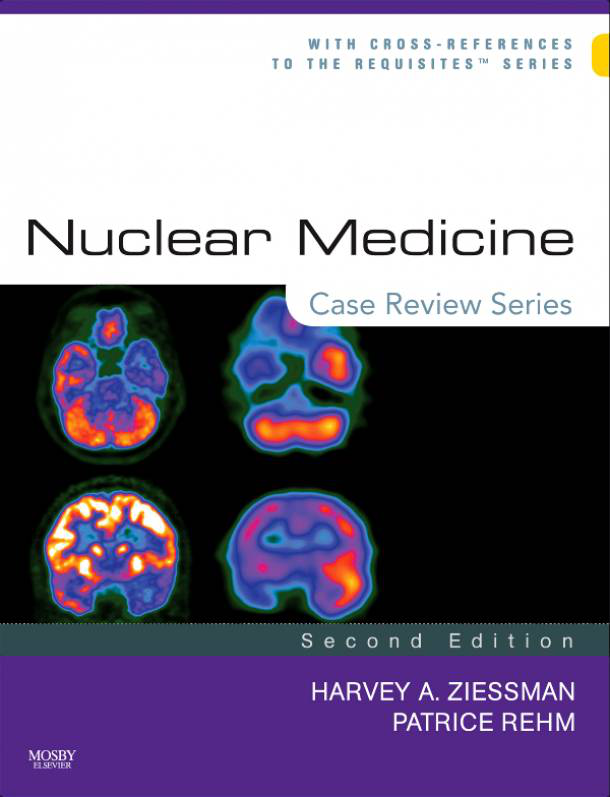 WITH CROSS-REFERENCES
TO THE REQUISITES™ SERIES
Nuclear Medicine
Case Review Series
Second Edition
HARVEY A. ZIESSMAN
PATRICE REHM
MOSBY
ELSEVIER